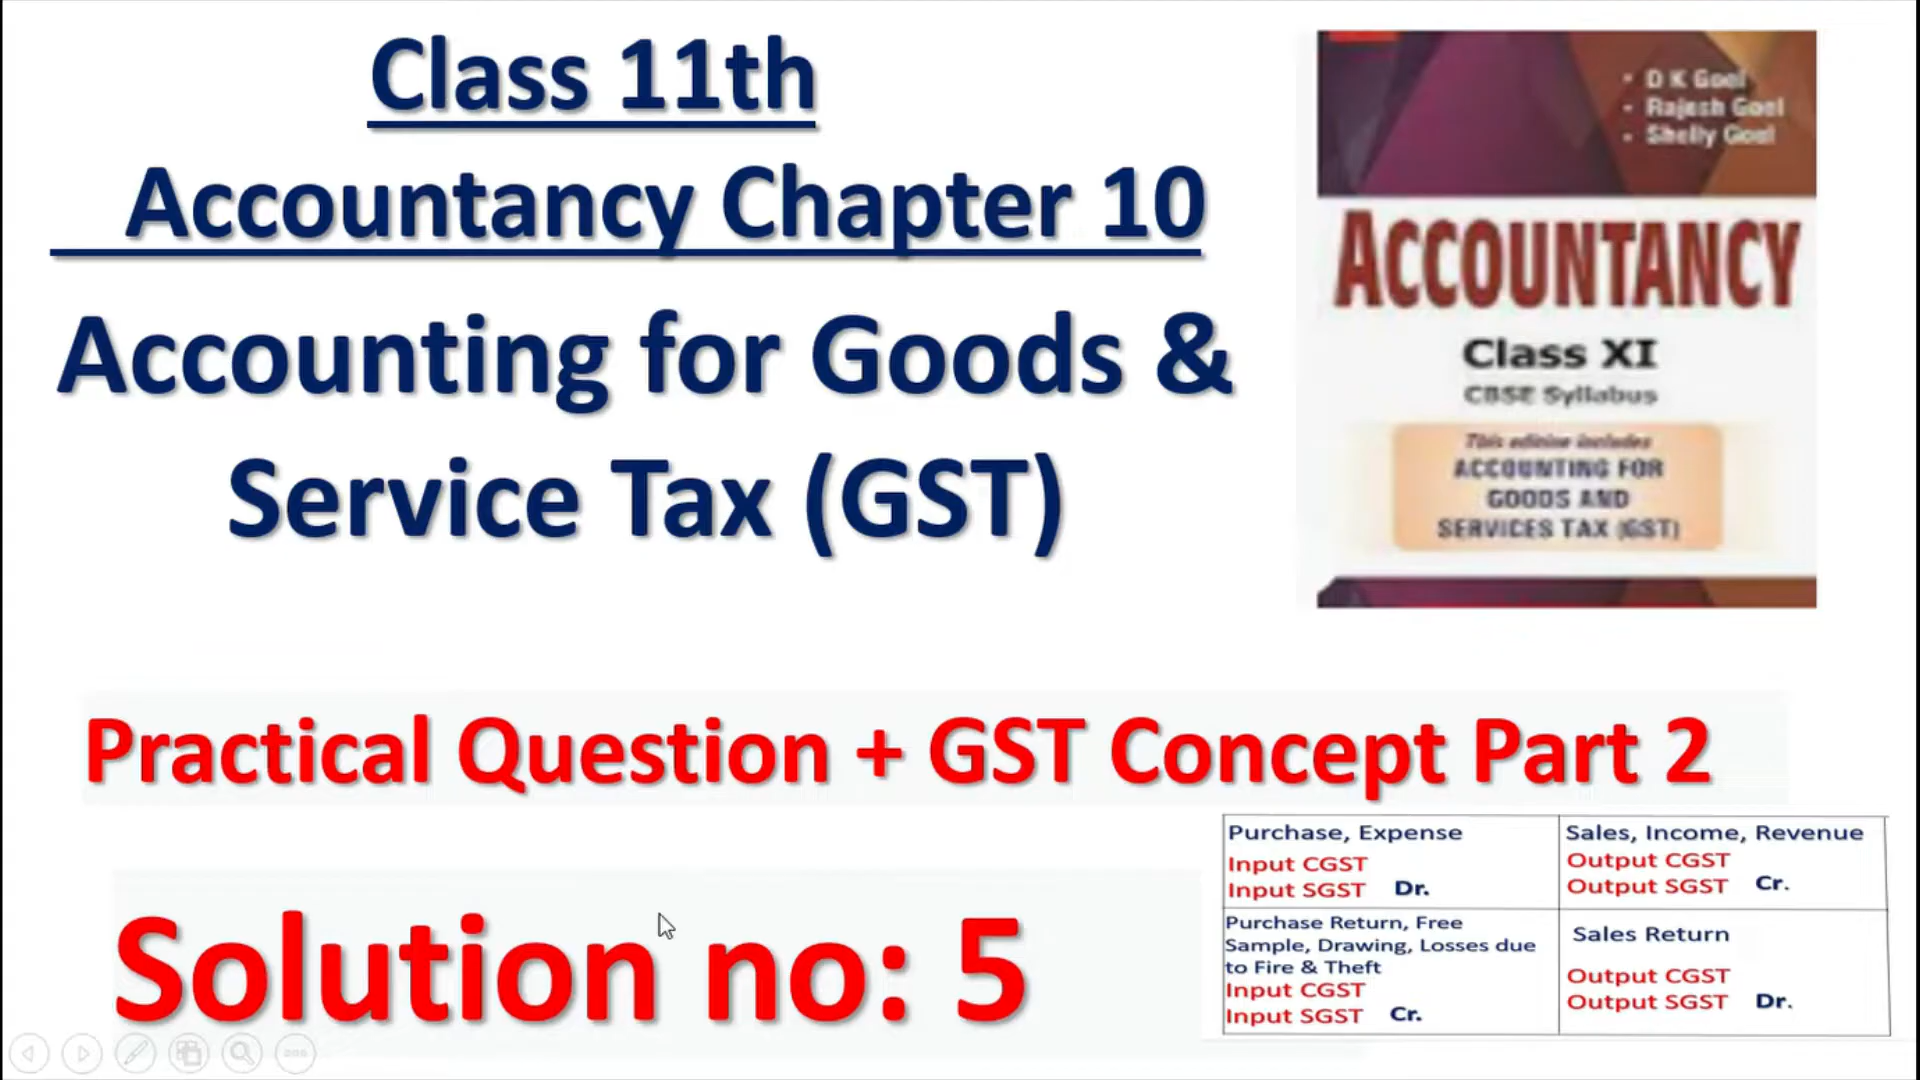 Class 11th
Accountancy Chapter 10
Accounting for Goods &
Service Tax (GST)
• D K Goel
• Rajesh Goel
• Shelly Goel
ACCOUNTANCY
Class XI
CBSE Syllabus
This edition includes
ACCOUNTING FOR
GOODS AND
SERVICES TAX (GST)
Practical Question + GST Concept Part 2
Solution no: 5
Purchase, Expense
Input CGST
Input SGST Dr.
Sales, Income, Revenue
Output CGST
Output SGST Cr.
Purchase Return, Free
Sample, Drawing, Losses due
to Fire & Theft
Input CGST
Input SGST Cr.
Sales Return
Output CGST
Output SGST Dr.